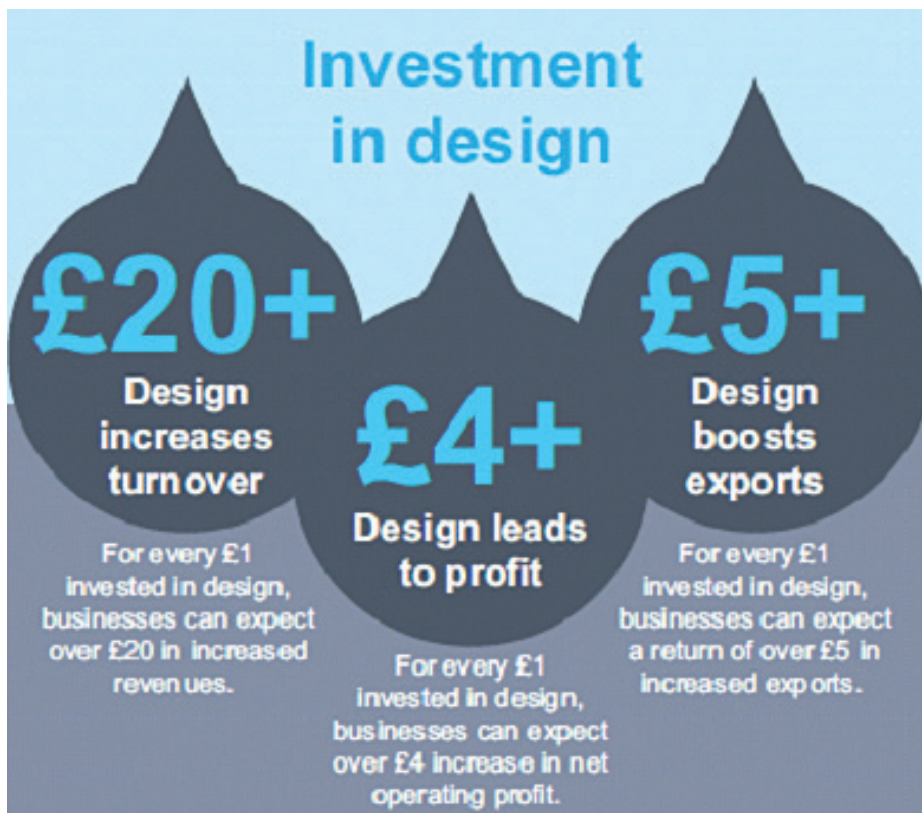 Investment
in design
£20+
Design
increases
turnover
For every £1
invested in design,
businesses can expect
over £20 in increased
revenues.
£4+
Design leads
to profit
For every £1
invested in design,
businesses can expect
over £4 increase in net
operating profit.
£5+
Design
boosts
exports
For every £1
invested in design,
businesses can expect
a return of over £5 in
increased exports.